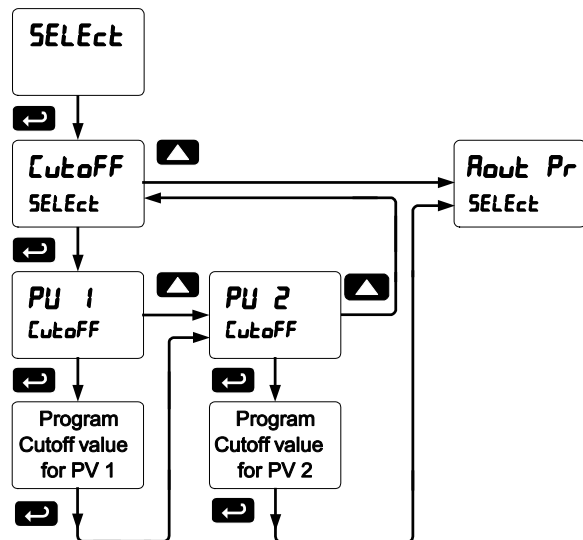 SELEct
CutoFF
SELEct
Aout Pr
SELEct
PU 1
CutoFF
PU 2
CutoFF
Program
Cutoff value
for PV 1
Program
Cutoff value
for PV 2